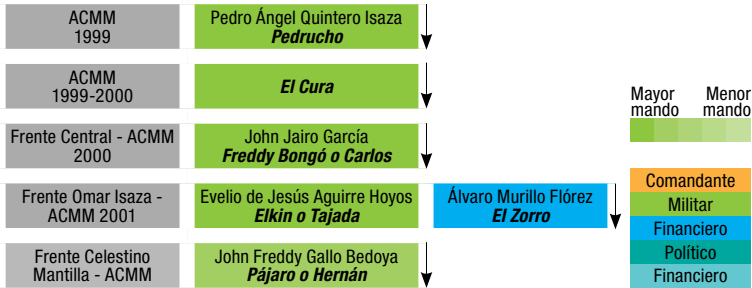 ACMM
1999
Pedro Ángel Quintero Isaza
Pedrucho
ACMM
1999-2000
El Cura
Frente Central - ACMM
2000
John Jairo García
Freddy Bongó o Carlos
Frente Omar Isaza -
ACMM 2001
Evelio de Jesús Aguirre Hoyos
Elkin o Tajada
Álvaro Murillo Flórez
El Zorro
Frente Celestino
Mantilla - ACMM
John Freddy Gallo Bedoya
Pájaro o Hernán
Mayor
mando
Menor
mando
Comandante
Militar
Financiero
Político
Financiero